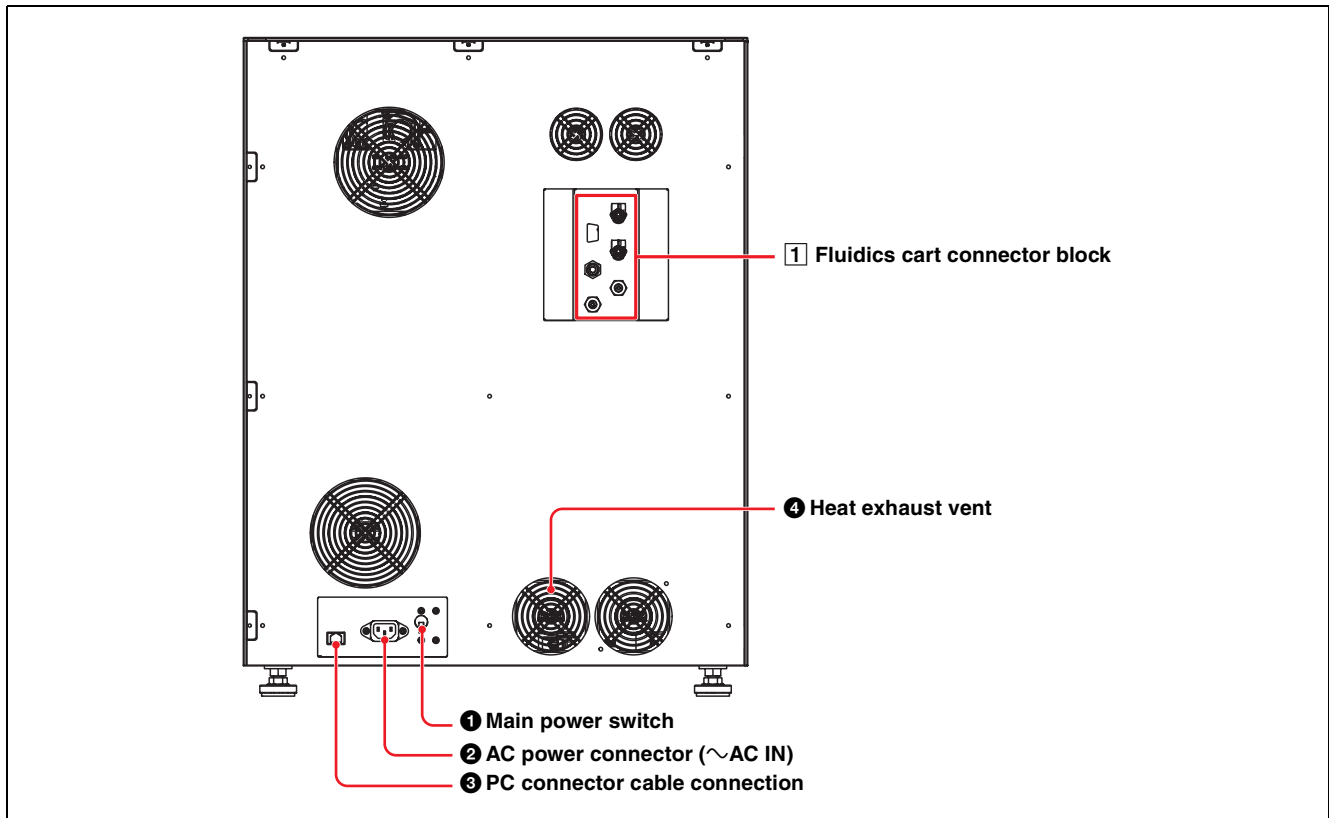 1 Fluidics cart connector block
4 Heat exhaust vent
1 Main power switch
2 AC power connector (～AC IN)
3 PC connector cable connection